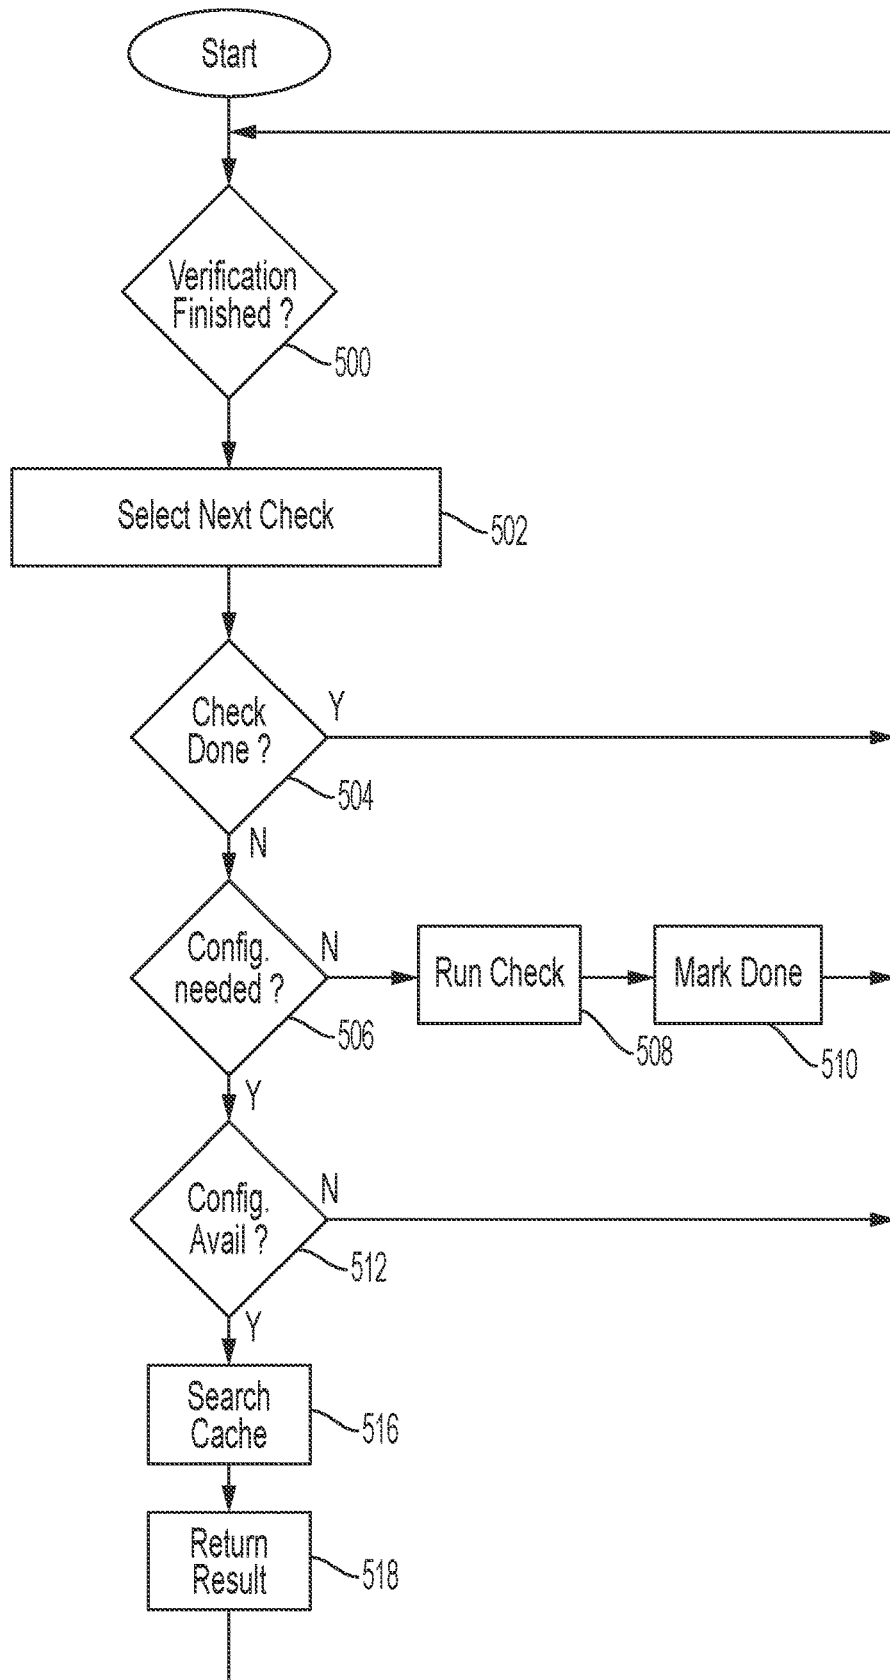 Start
Verification
Finished ?
500
Select Next Check
502
Check
Done ?
Y
504
N
Config.
needed ?
N
506
Run Check
508
Mark Done
510
Y
Config.
Avail ?
N
512
Y
Search
Cache
516
Return
Result
518